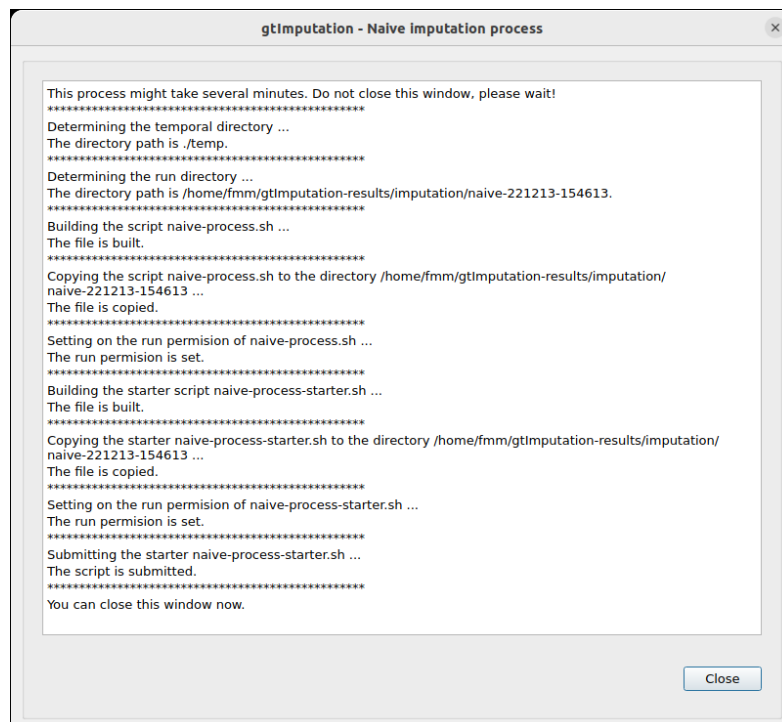 gtImputation - Naive imputation process
This process might take several minutes. Do not close this window, please wait!
**************************************************
Determining the temporal directory ...
The directory path is ./temp.
**************************************************
Determining the run directory ...
The directory path is /home/fmm/gtImputation-results/imputation/naive-221213-154613.
**************************************************
Building the script naive-process.sh ...
The file is built.
**************************************************
Copying the script naive-process.sh to the directory /home/fmm/gtImputation-results/imputation/
naive-221213-154613 ...
The file is copied.
**************************************************
Setting on the run permision of naive-process.sh ...
The run permision is set.
**************************************************
Building the starter script naive-process-starter.sh ...
The file is built.
**************************************************
Copying the starter naive-process-starter.sh to the directory /home/fmm/gtImputation-results/imputation/
naive-221213-154613 ...
The file is copied.
**************************************************
Setting on the run permision of naive-process-starter.sh ...
The run permision is set.
**************************************************
Submitting the starter naive-process-starter.sh ...
The script is submitted.
**************************************************
You can close this window now.
Close